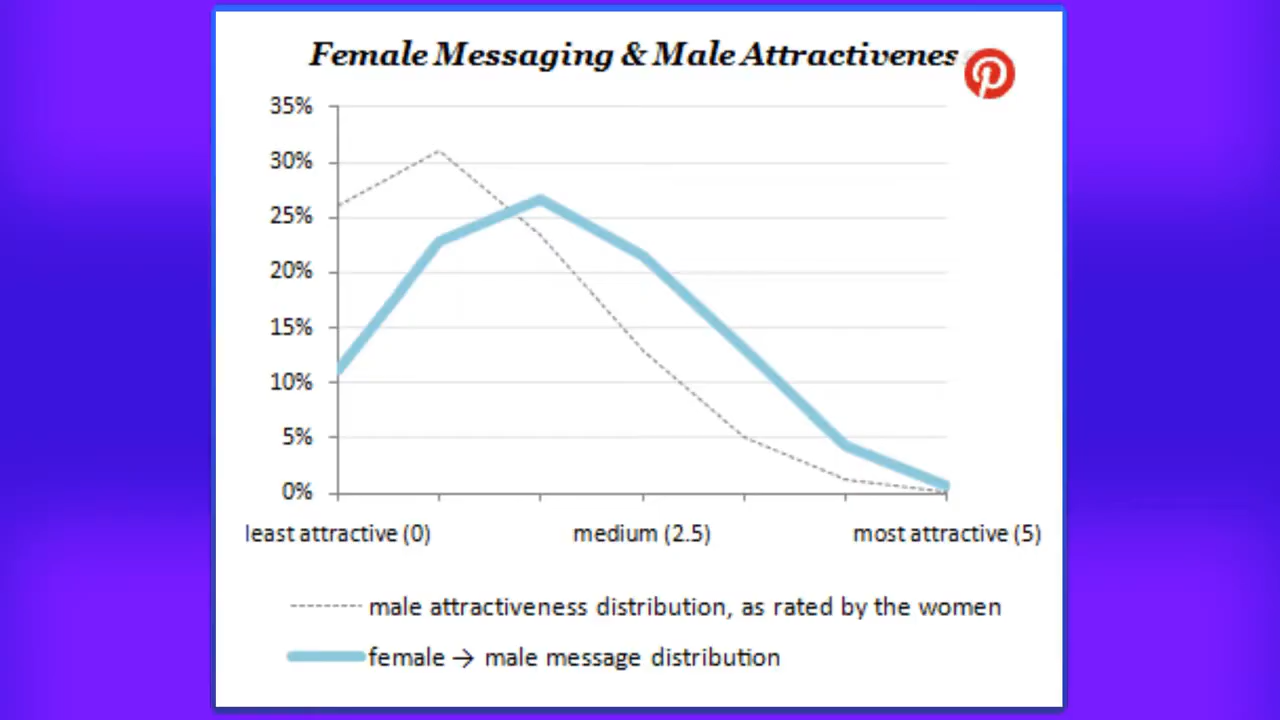 Female Messaging & Male Attractivenes
35%
30%
25%
20%
15%
10%
5%
0%
least attractive (0) medium (2.5) most attractive (5)
male attractiveness distribution, as rated by the women
female → male message distribution